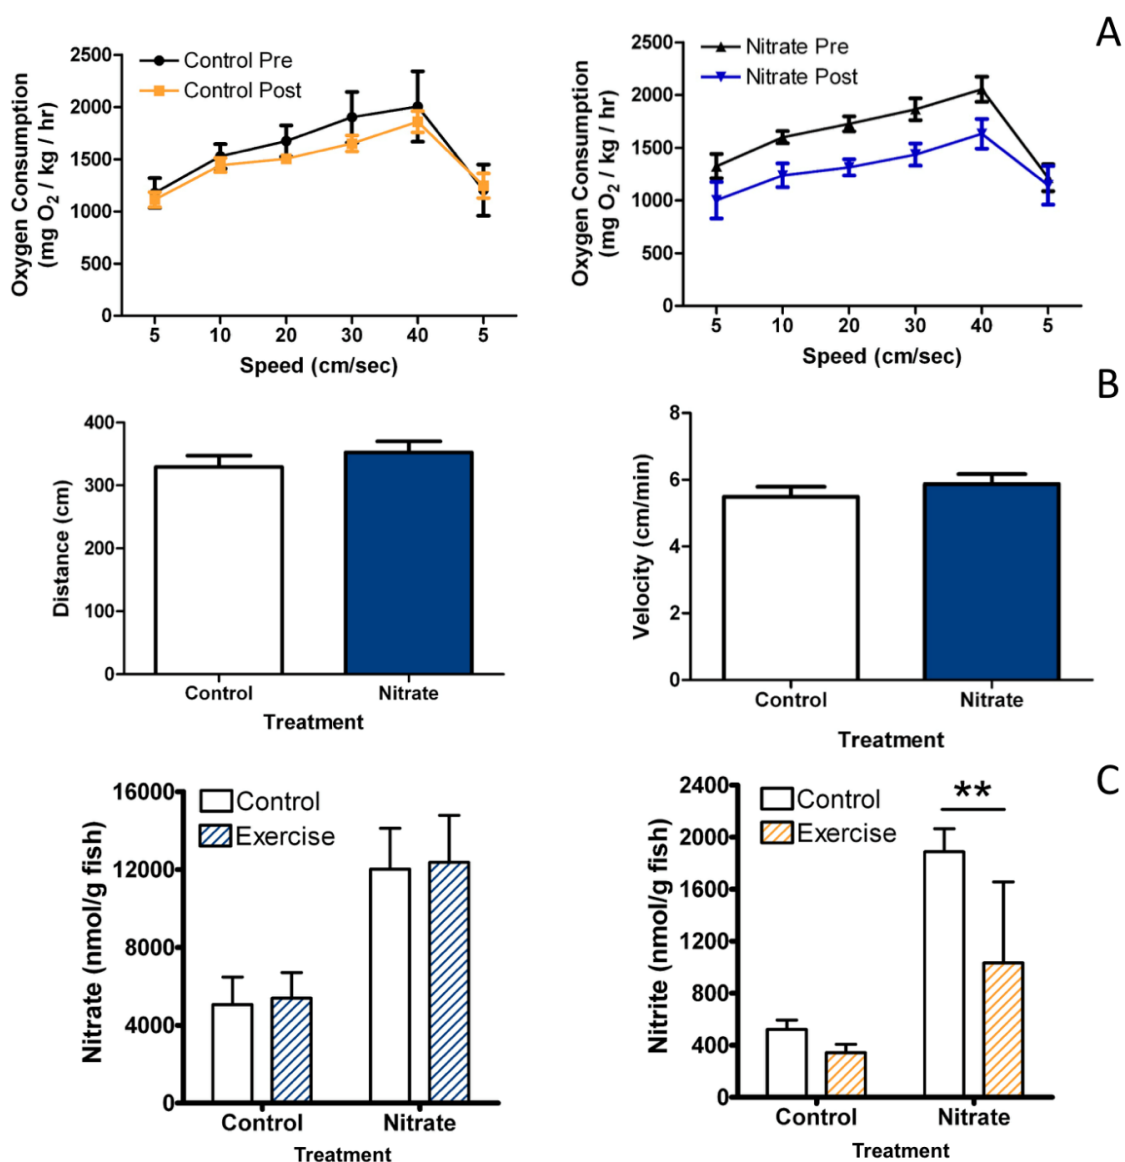 A
Control Pre
Control Post
2500
2000
1500
1000
500
0
Oxygen Consumption
(mg O2 / kg / hr)
5 10 20 30 40 5
Speed (cm/sec)
Nitrate Pre
Nitrate Post
2500
2000
1500
1000
500
0
Oxygen Consumption
(mg O2 / kg / hr)
5 10 20 30 40 5
Speed (cm/sec)
B
400
300
200
100
0
Distance (cm)
Control Nitrate
Treatment
8
6
4
2
0
Velocity (cm/min)
Control Nitrate
Treatment
C
16000
12000
8000
4000
0
Nitrate (nmol/g fish)
Control
Exercise
Control Nitrate
Treatment
2400
2000
1600
1200
800
400
0
Nitrite (nmol/g fish)
Control
Exercise
**
Control Nitrate
Treatment